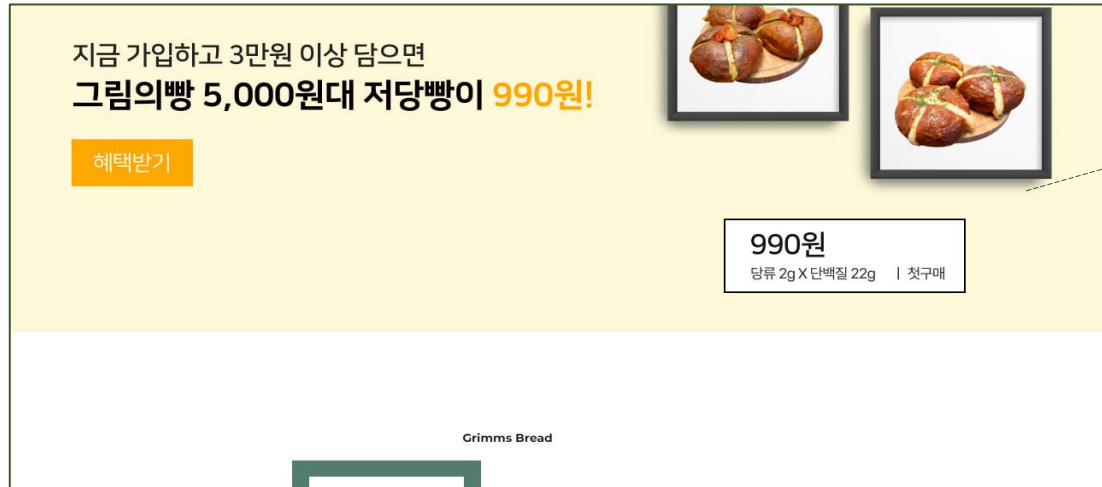 지금 가입하고 3만원 이상 담으면
그림의빵 5,000원대 저당빵이 990원!
혜택받기
990원
당류 2g X 단백질 22g | 첫구매
Grimms Bread